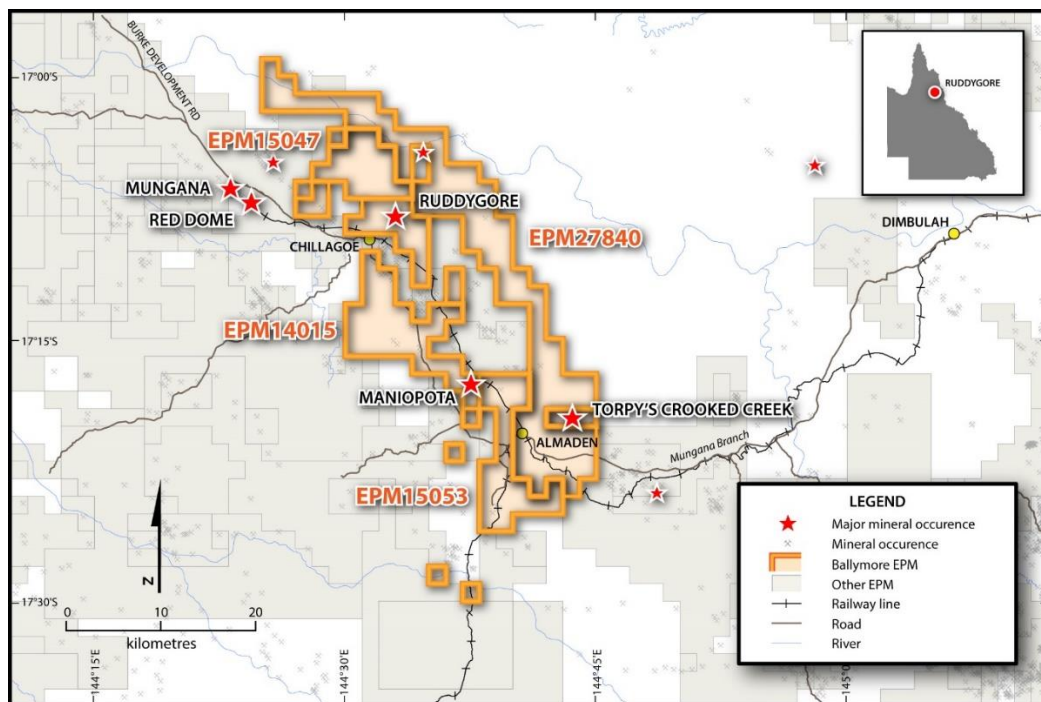 BURKE DEVELOPMENT RD
17°00'S
EPM15047
RUDDYGORE
MUNGANA
RED DOME
RUDDYGORE
CHILLAGOE
EPM27840
DIMBULAH
EPM14015
17°15'S
MANIOPOTA
TORPY'S CROOKED CREEK
ALMADEN
Mungana Branch
EPM15053
N
17°30'S
0 10 20
kilometres
144°15'E
144°30'E
144°45'E
145°0'E
LEGEND
Major mineral occurence
Mineral occurence
Ballymore EPM
Other EPM
Railway line
Road
River